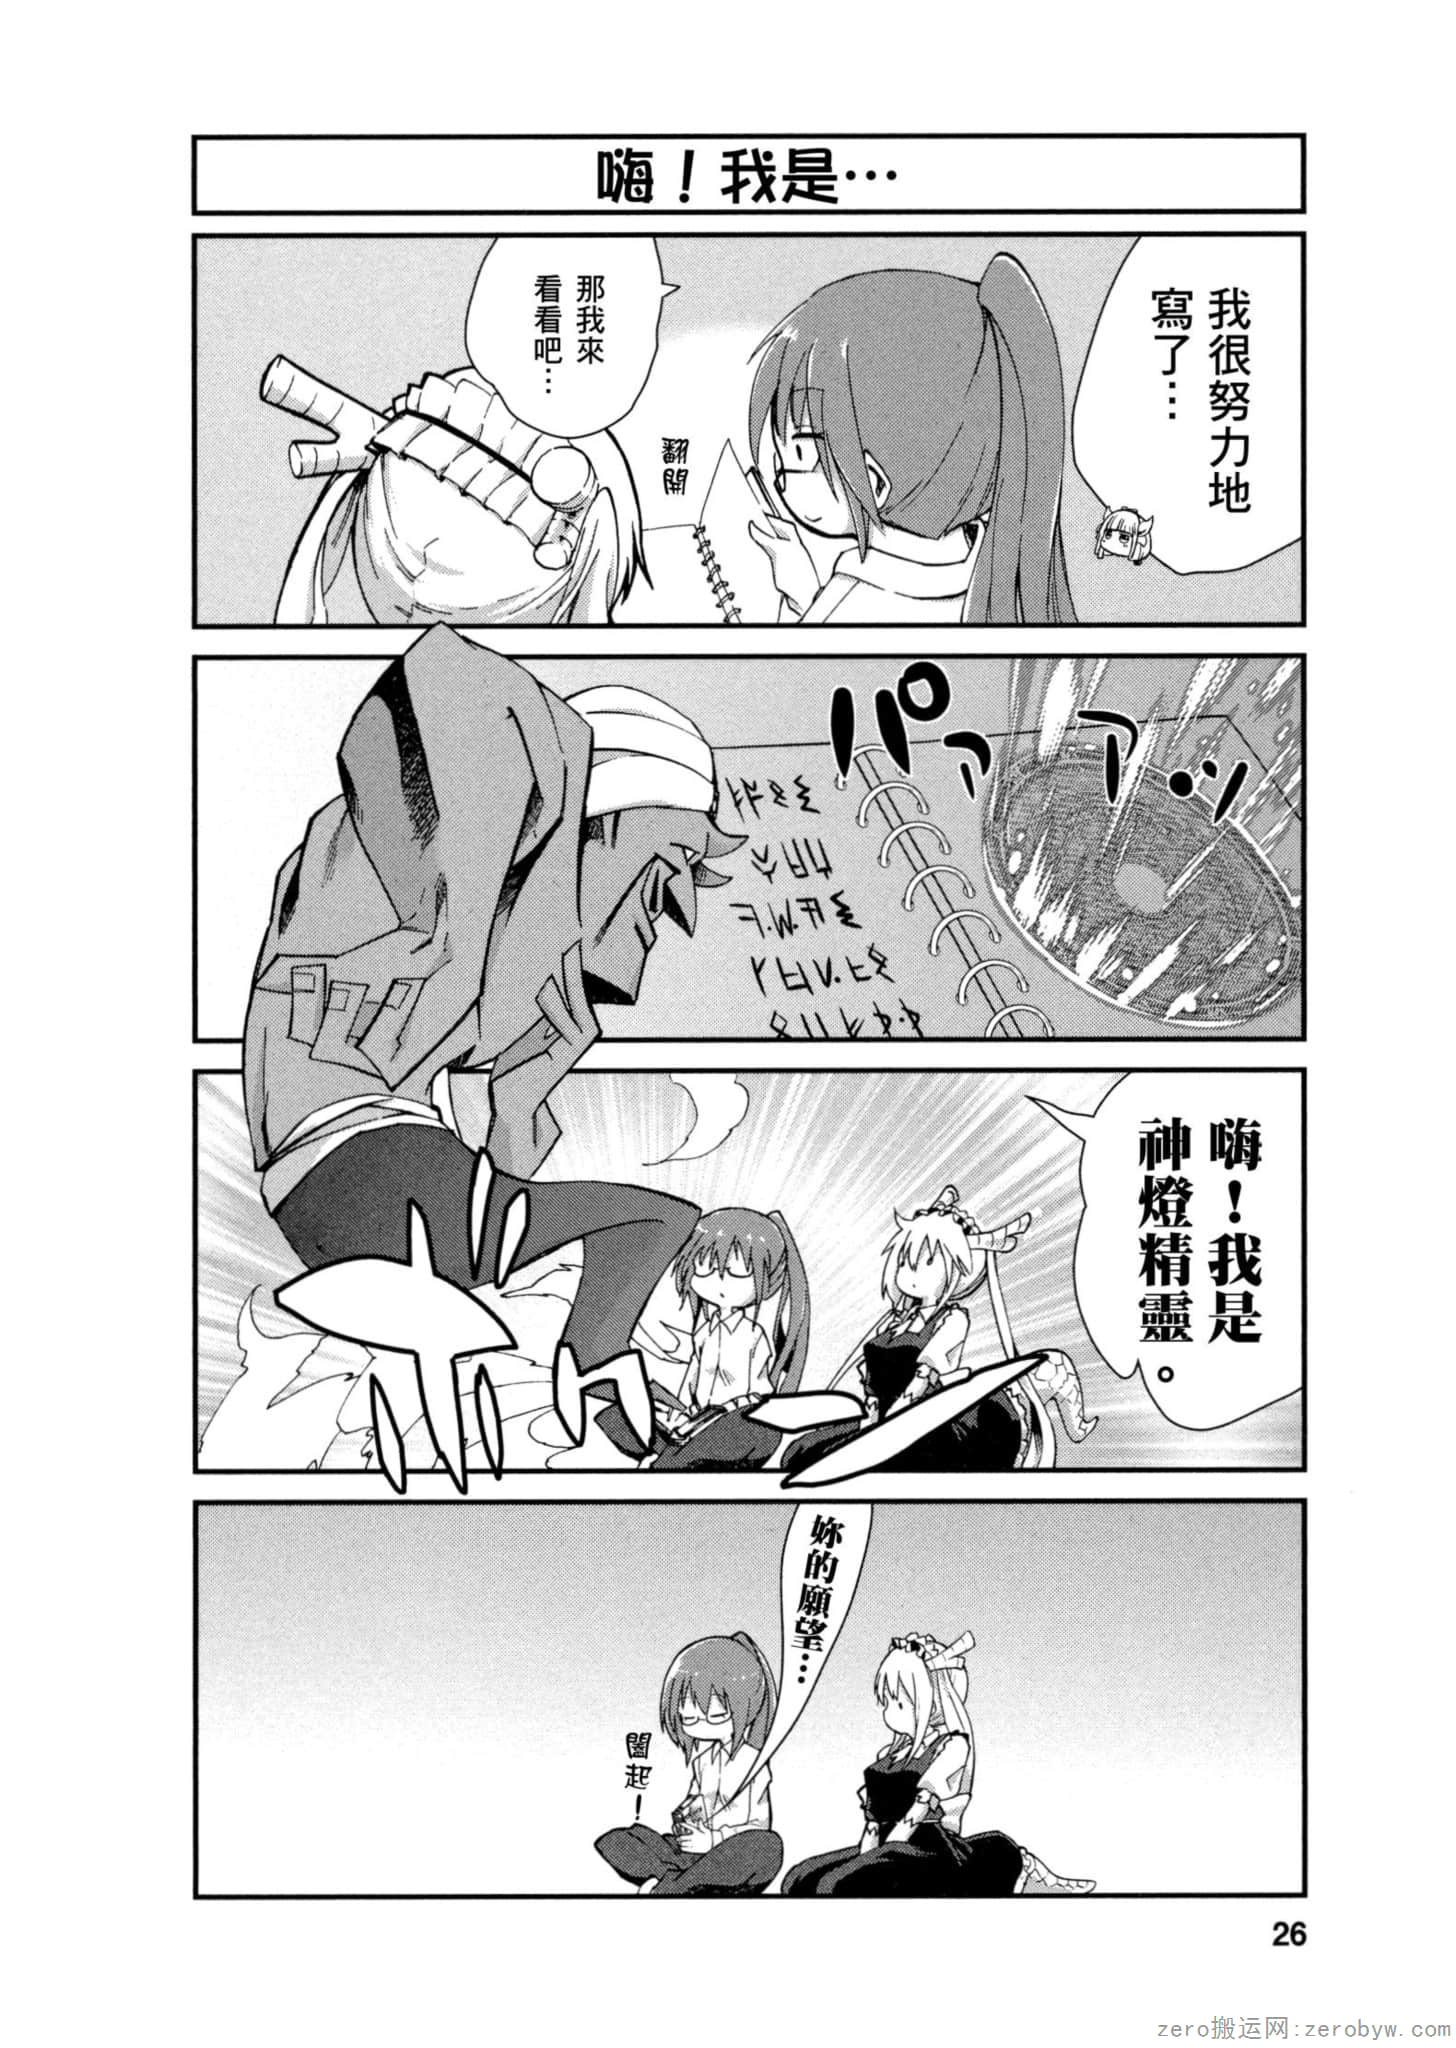 嗨！我是…
我很努力地
寫了…
那我來
看看吧…
翻開
パァアッ
嗨！我是
神燈精靈。
妳的願望…
闔起！
26
zero搬运网:zerobyw.com